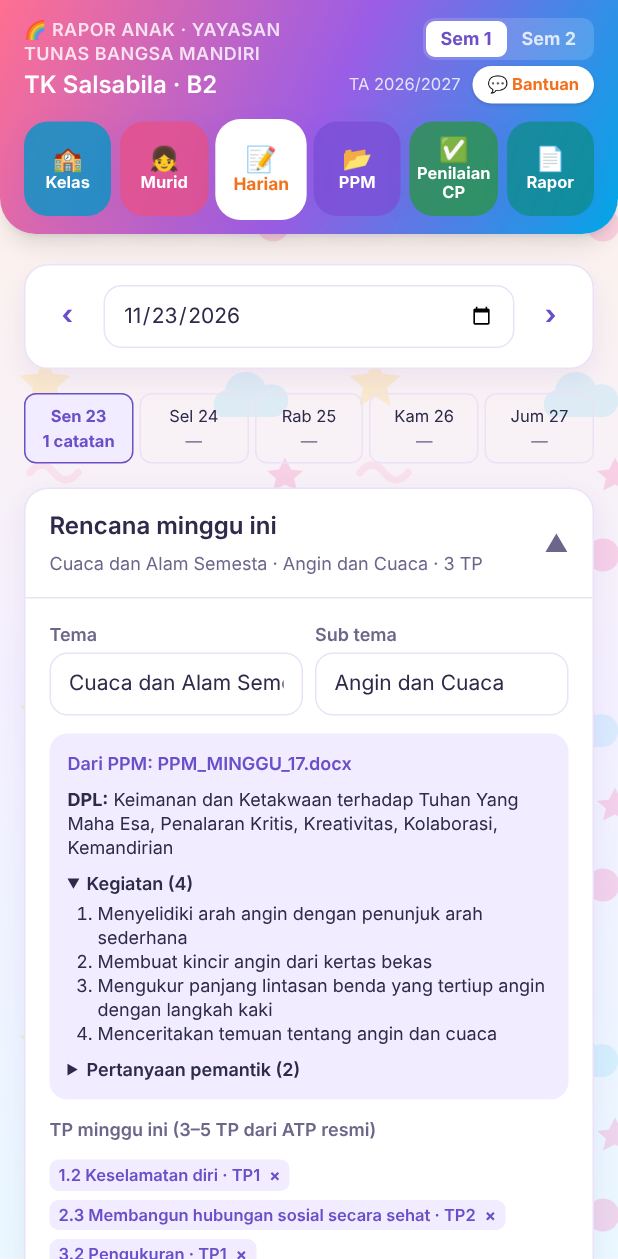 🌈 RAPOR ANAK · YAYASAN
TUNAS BANGSA MANDIRI
TK Salsabila · B2
Sem 1
Sem 2
TA 2026/2027
💬 Bantuan
Kelas
Murid
Harian
PPM
Penilaian
CP
Rapor
‹
11/23/2026
›
Sen 23
1 catatan
Sel 24
—
Rab 25
—
Kam 26
—
Jum 27
—
Rencana minggu ini
Cuaca dan Alam Semesta · Angin dan Cuaca · 3 TP
▲
Tema
Sub tema
Cuaca dan Alam Seme
Angin dan Cuaca
Dari PPM: PPM_MINGGU_17.docx
DPL: Keimanan dan Ketakwaan terhadap Tuhan Yang
Maha Esa, Penalaran Kritis, Kreativitas, Kolaborasi,
Kemandirian
▼ Kegiatan (4)
1. Menyelidiki arah angin dengan penunjuk arah
sederhana
2. Membuat kincir angin dari kertas bekas
3. Mengukur panjang lintasan benda yang tertiup angin
dengan langkah kaki
4. Menceritakan temuan tentang angin dan cuaca
▶ Pertanyaan pemantik (2)
TP minggu ini (3–5 TP dari ATP resmi)
1.2 Keselamatan diri · TP1 ×
2.3 Membangun hubungan sosial secara sehat · TP2 ×
3.2 Pengukuran · TP1 ×